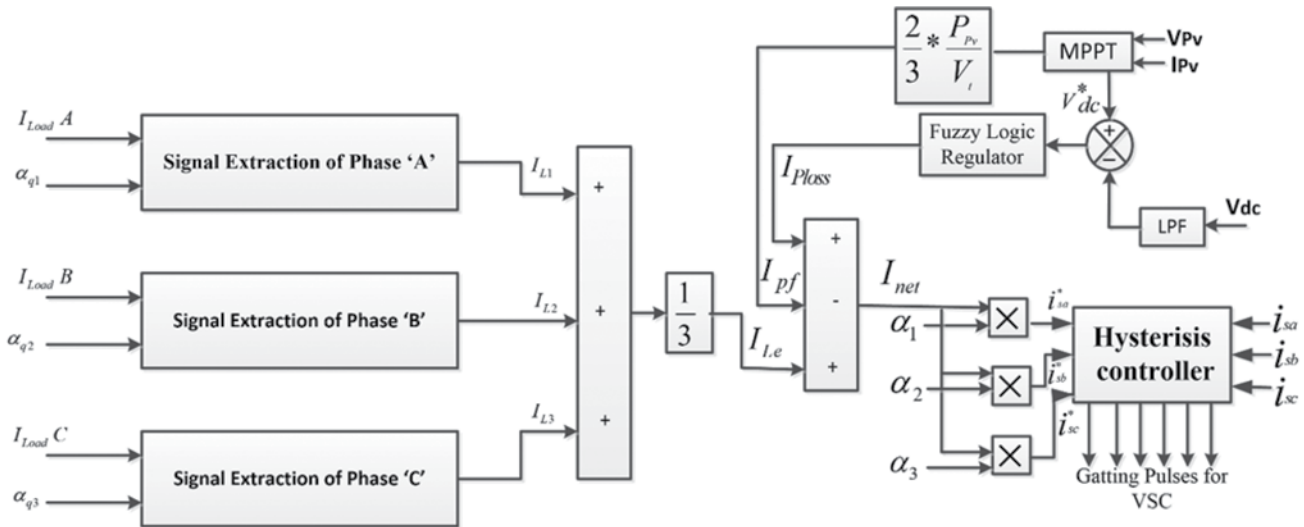 I_Load A
α_q1
Signal Extraction of Phase ‘A’
I_L1
I_Load B
α_q2
Signal Extraction of Phase ‘B’
I_L2
I_Load C
α_q3
Signal Extraction of Phase ‘C’
I_L3
+
+
+
1
3
I_Le
2
3
*
P_Pv
V_t
MPPT
VPv
IPv
V*_dc
+
−
Fuzzy Logic
Regulator
LPF
Vdc
I_Ploss
I_pf
+
-
+
I_net
α_1
×
i*_sa
α_2
×
i*_sb
α_3
×
i*_sc
Hysterisis
controller
i_sa
i_sb
i_sc
Gatting Pulses for
VSC